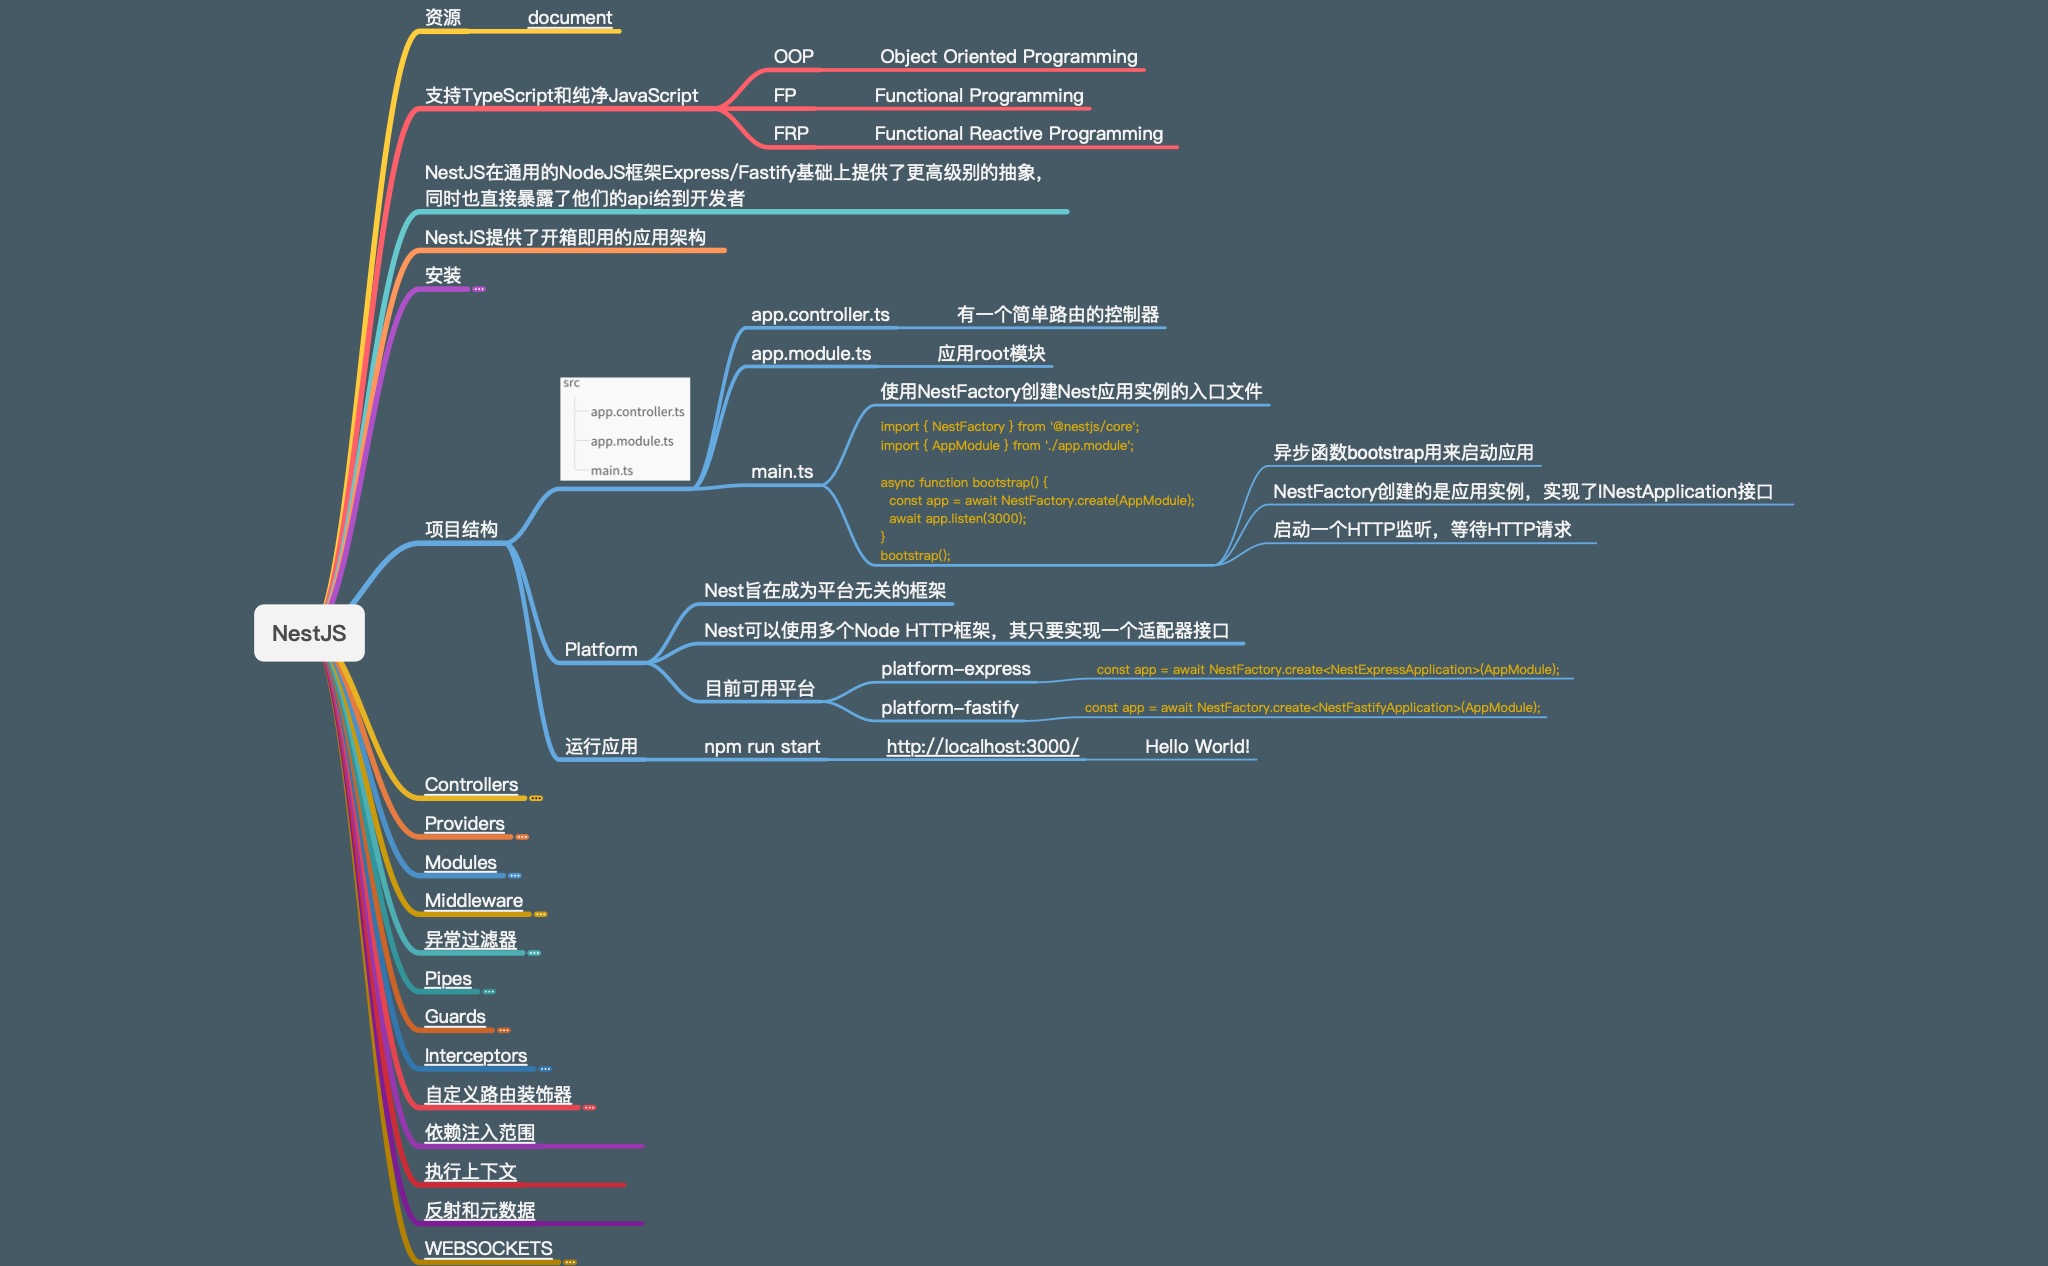 资源
document
支持TypeScript和纯净JavaScript
OOP
Object Oriented Programming
FP
Functional Programming
FRP
Functional Reactive Programming
NestJS在通用的NodeJS框架Express/Fastify基础上提供了更高级别的抽象,
同时也直接暴露了他们的api给到开发者
NestJS提供了开箱即用的应用架构
安装
项目结构
src
app.controller.ts
app.module.ts
main.ts
app.controller.ts
有一个简单路由的控制器
app.module.ts
应用root模块
main.ts
使用NestFactory创建Nest应用实例的入口文件
import { NestFactory } from '@nestjs/core';
import { AppModule } from './app.module';
async function bootstrap() {
const app = await NestFactory.create(AppModule);
await app.listen(3000);
}
bootstrap();
异步函数bootstrap用来启动应用
NestFactory创建的是应用实例，实现了INestApplication接口
启动一个HTTP监听，等待HTTP请求
Platform
Nest旨在成为平台无关的框架
Nest可以使用多个Node HTTP框架，其只要实现一个适配器接口
目前可用平台
platform-express
const app = await NestFactory.create<NestExpressApplication>(AppModule);
platform-fastify
const app = await NestFactory.create<NestFastifyApplication>(AppModule);
运行应用
npm run start
http://localhost:3000/
Hello World!
NestJS
Controllers
Providers
Modules
Middleware
异常过滤器
Pipes
Guards
Interceptors
自定义路由装饰器
依赖注入范围
执行上下文
反射和元数据
WEBSOCKETS